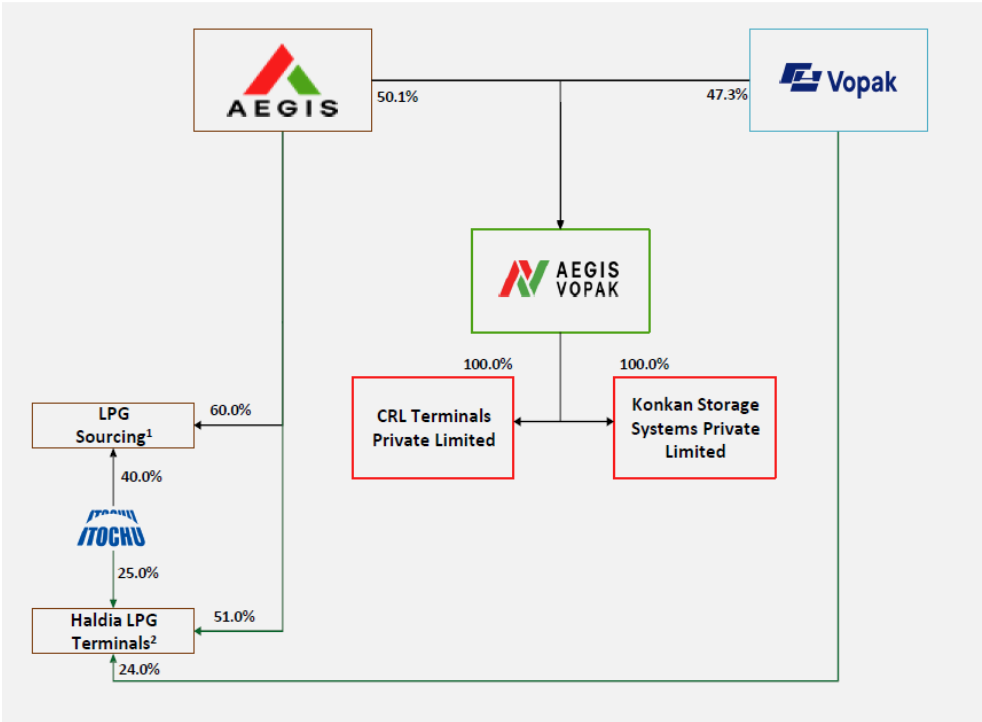 AEGIS
50.1%
47.3%
Vopak
AEGIS
VOPAK
100.0%
100.0%
CRL Terminals
Private Limited
Konkan Storage
Systems Private
Limited
LPG
Sourcing¹
60.0%
40.0%
ITOCHU
ITOCHU
25.0%
Haldia LPG
Terminals²
51.0%
24.0%